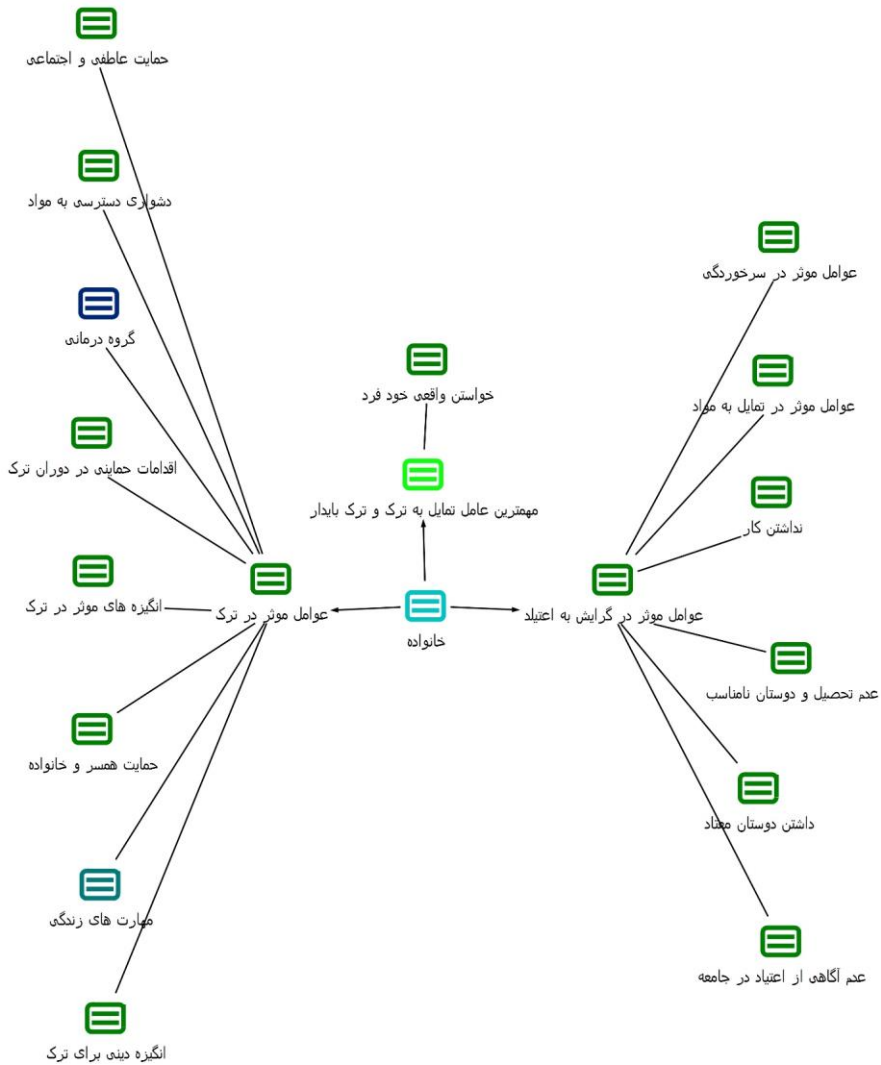 حمایت عاطفی و اجتماعی
دشواری دسترسی به مواد
عوامل موثر در سرخوردگی
گروه درمانی
خواستن واقعی خود فرد
عوامل موثر در تمایل به مواد
اقدامات حمایتی در دوران ترک
مهمترین عامل تمایل به ترک و ترک بایدار
نداشتن کار
انگیزه های موثر در ترک
عوامل موثر در ترک
خانواده
عوامل موثر در گرایش به اعتیلد
عدم تحصیل و دوستان نامناسب
حمایت همسر و خانواده
داشتن دوستان معتاد
مهارت های زندگی
عدم آگاهی از اعتیاد در جامعه
انگیزه دینی برای ترک